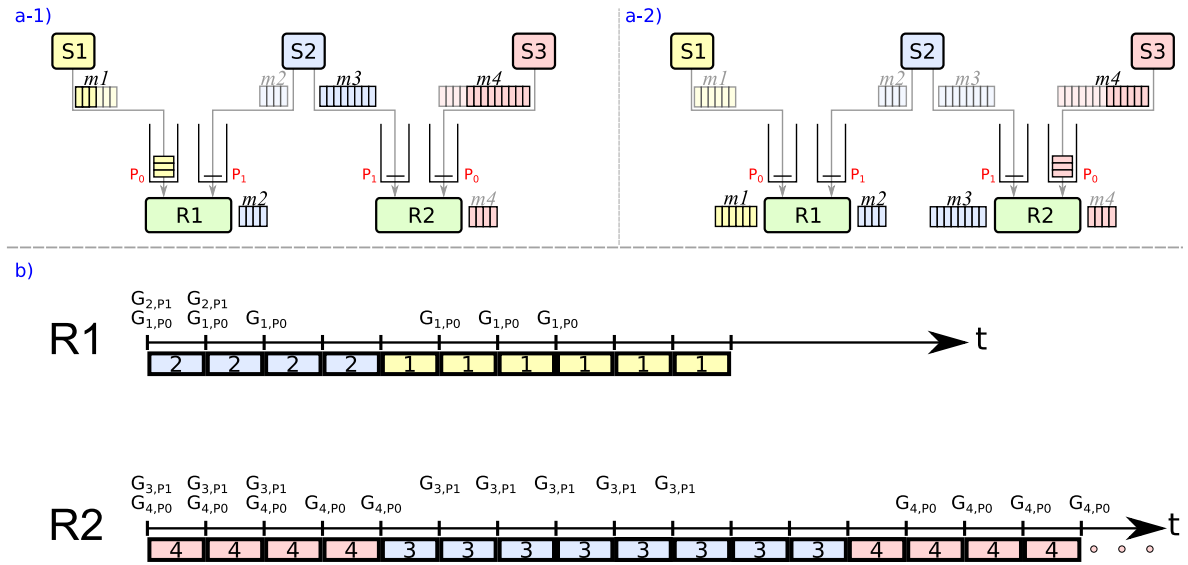 a-1)
S1 S2 S3
m1 m2 m3 m4
P0 P1 P1 P0
R1 m2 R2 m4
a-2)
S1 S2 S3
m1 m2 m3 m4
P0 P1 P1 P0
m1 R1 m2 m3 R2 m4
b)
G2,P1 G2,P1
G1,P0 G1,P0 G1,P0 G1,P0 G1,P0 G1,P0
R1 t
2 2 2 2 1 1 1 1 1 1
G3,P1 G3,P1 G3,P1 G3,P1 G3,P1 G3,P1 G3,P1 G3,P1
G4,P0 G4,P0 G4,P0 G4,P0 G4,P0 G4,P0 G4,P0 G4,P0 G4,P0
R2 t
4 4 4 4 3 3 3 3 3 3 3 3 4 4 4 4